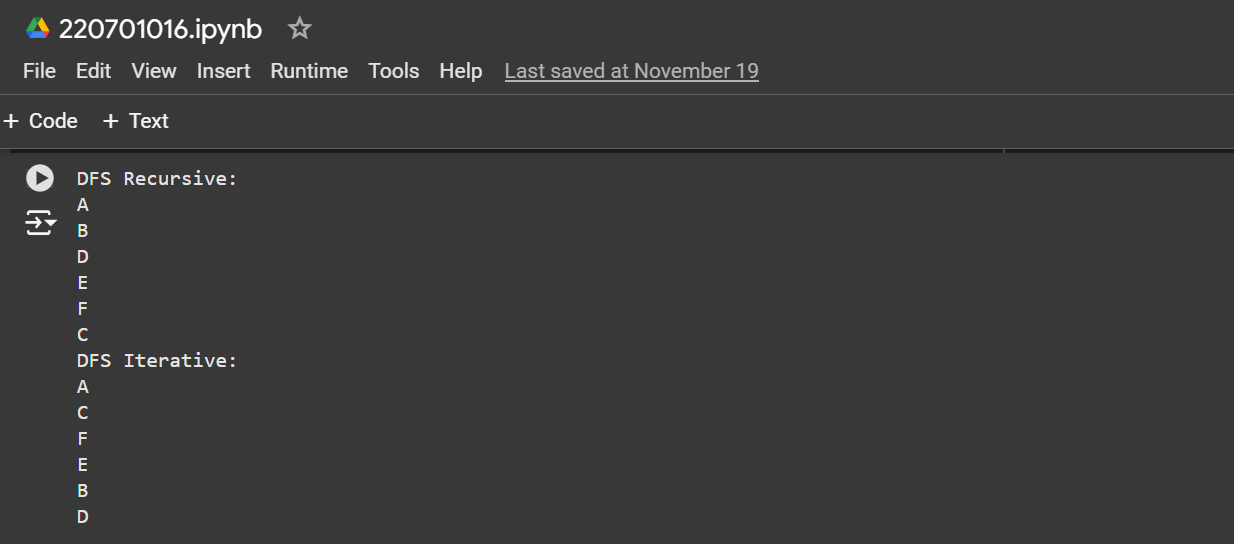 220701016.ipynb
File Edit View Insert Runtime Tools Help Last saved at November 19
+ Code + Text
DFS Recursive:
A
B
D
E
F
C
DFS Iterative:
A
C
F
E
B
D